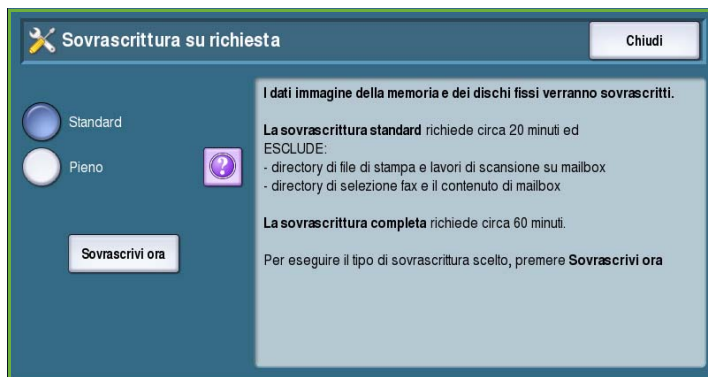 Sovrascrittura su richiesta
Chiudi
Standard
Pieno
Sovrascrivi ora
I dati immagine della memoria e dei dischi fissi verranno sovrascritti.
La sovrascrittura standard richiede circa 20 minuti ed
ESCLUDE:
- directory di file di stampa e lavori di scansione su mailbox
- directory di selezione fax e il contenuto di mailbox
La sovrascrittura completa richiede circa 60 minuti.
Per eseguire il tipo di sovrascrittura scelto, premere Sovrascrivi ora